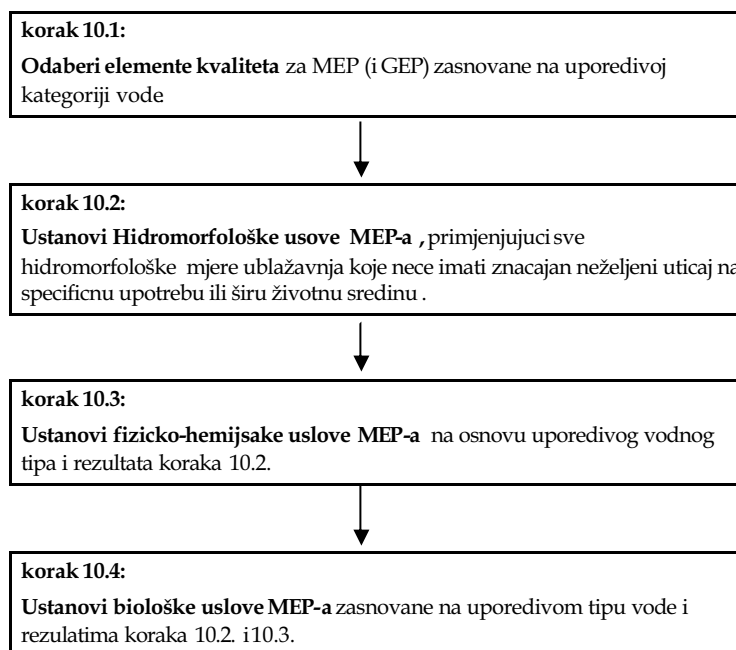 korak 10.1:
Odaberi elemente kvaliteta za MEP (i GEP) zasnovane na uporedivoj
kategoriji vode.
korak 10.2:
Ustanovi Hidromorfološke usove MEP-a , primjenjujuci sve
hidromorfološke mjere ublažavnja koje nece imati znacajan neželjeni uticaj na
specificnu upotrebu ili širu životnu sredinu .
korak 10.3:
Ustanovi fizicko-hemijsake uslove MEP-a na osnovu uporedivog vodnog
tipa i rezultata koraka 10.2.
korak 10.4:
Ustanovi biološke uslove MEP-a zasnovane na uporedivom tipu vode i
rezulatima koraka 10.2. i10.3.